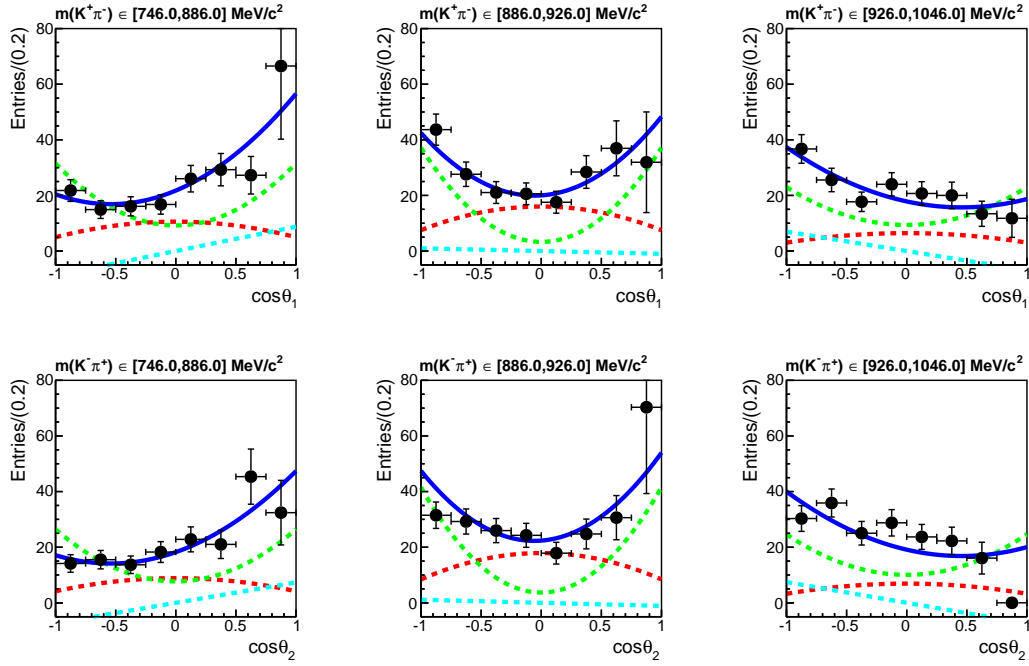 m(K⁺π⁻) ∈ [746.0,886.0] MeV/c²
Entries/(0.2)
80
60
40
20
0
-1 -0.5 0 0.5 1
cosθ₁
m(K⁺π⁻) ∈ [886.0,926.0] MeV/c²
Entries/(0.2)
80
60
40
20
0
-1 -0.5 0 0.5 1
cosθ₁
m(K⁺π⁻) ∈ [926.0,1046.0] MeV/c²
Entries/(0.2)
80
60
40
20
0
-1 -0.5 0 0.5 1
cosθ₁
m(K⁻π⁺) ∈ [746.0,886.0] MeV/c²
Entries/(0.2)
80
60
40
20
0
-1 -0.5 0 0.5 1
cosθ₂
m(K⁻π⁺) ∈ [886.0,926.0] MeV/c²
Entries/(0.2)
80
60
40
20
0
-1 -0.5 0 0.5 1
cosθ₂
m(K⁻π⁺) ∈ [926.0,1046.0] MeV/c²
Entries/(0.2)
80
60
40
20
0
-1 -0.5 0 0.5 1
cosθ₂